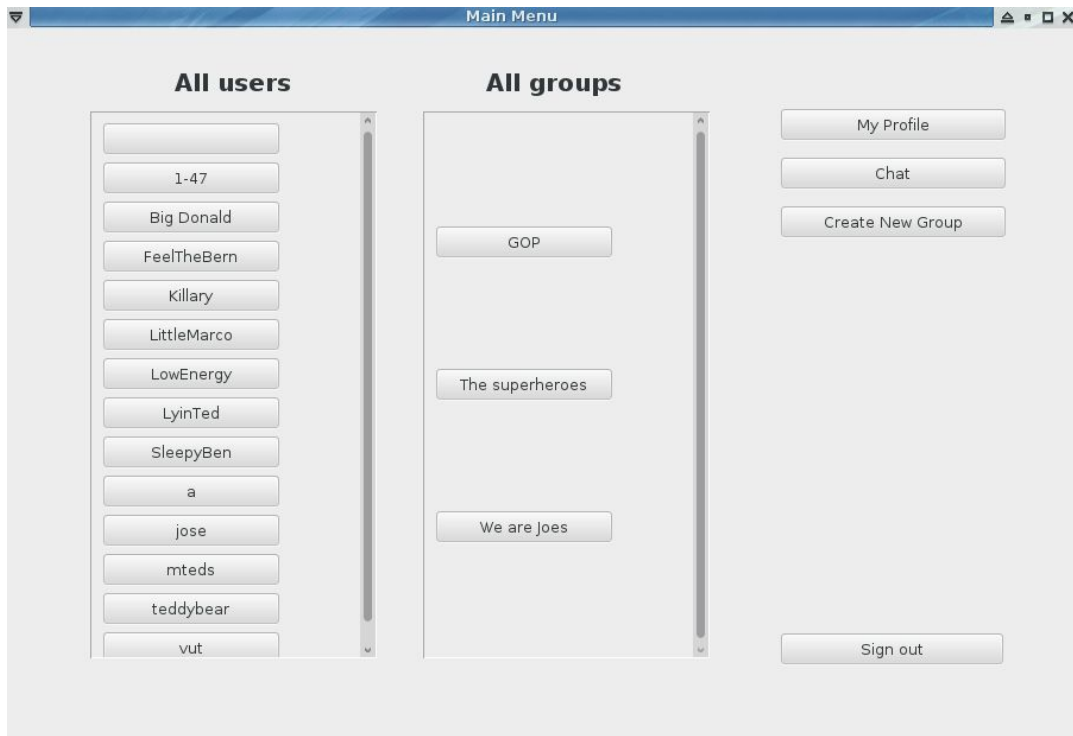 Main Menu
All users
1-47
Big Donald
FeelTheBern
Killary
LittleMarco
LowEnergy
LyinTed
SleepyBen
a
jose
mteds
teddybear
vut
All groups
GOP
The superheroes
We are Joes
My Profile
Chat
Create New Group
Sign out